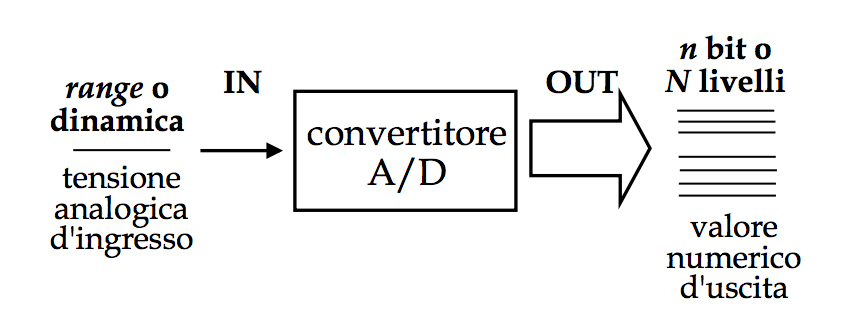 range o
dinamica
tensione
analogica
d'ingresso
IN
convertitore
A/D
OUT
n bit o
N livelli
valore
numerico
d'uscita